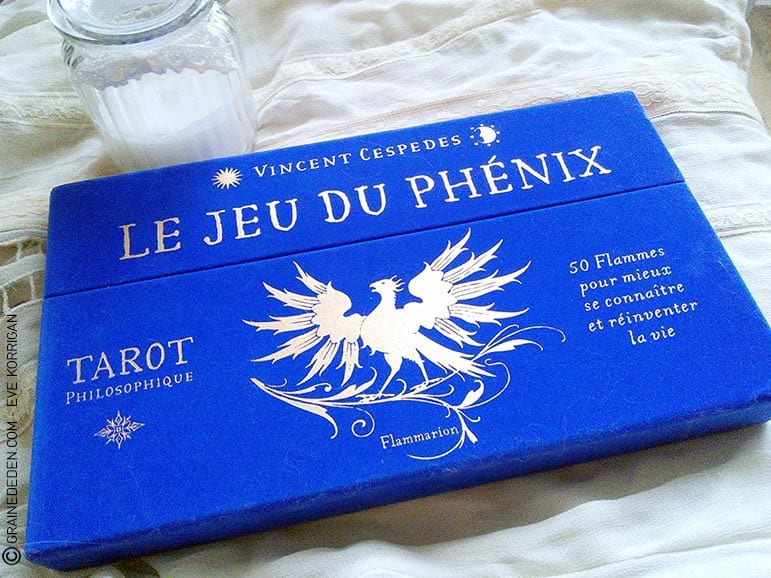 VINCENT CESPEDES
LE JEU DU PHÉNIX
50 Flammes
pour mieux
se connaître
et réinventer
la vie
TAROT
PHILOSOPHIQUE
Flammarion
© GRAINEDEDEN.COM - EVE KORRIGAN